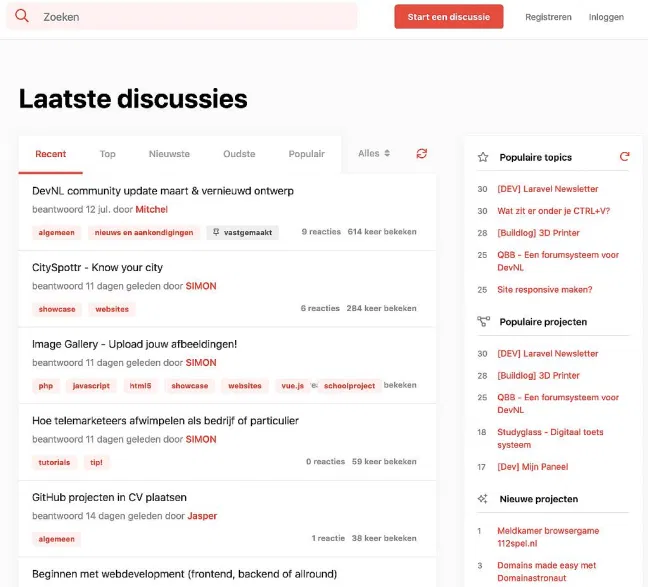 Zoeken
Start een discussie
Registreren
Inloggen
Laatste discussies
Recent
Top
Nieuwste
Oudste
Populair
Alles
DevNL community update maart & vernieuwd ontwerp
beantwoord 12 jul. door Mitchel
algemeen nieuws en aankendigingen vastgemaakt 9 reacties 614 keer bekeken
CitySpottr - Know your city
beantwoord 11 dagen geleden door SIMON
showcase websites 6 reacties 284 keer bekeken
Image Gallery - Upload jouw afbeeldingen!
beantwoord 11 dagen geleden door SIMON
php javascript html5 showcase websites vue.js schoolproject bekeken
Hoe telemarketeers afwimpelen als bedrijf of particulier
beantwoord 11 dagen geleden door SIMON
tutorials tip! 0 reacties 59 keer bekeken
GitHub projecten in CV plaatsen
beantwoord 14 dagen geleden door Jasper
algemeen 1 reactie 38 keer bekeken
Beginnen met webdevelopment (frontend, backend of allround)
Populaire topics
30 [DEV] Laravel Newsletter
30 Wat zit er onder je CTRL+V?
28 [Buildlog] 3D Printer
25 QBB - Een forumsysteem voor
DevNL
25 Site responsive maken?
Populaire projecten
30 [DEV] Laravel Newsletter
28 [Buildlog] 3D Printer
25 QBB - Een forumsysteem voor
DevNL
18 Studyglass - Digitaal toets
systeem
17 [Dev] Mijn Paneel
Nieuwe projecten
1 Meldkamer browsergame
112spel.nl
3 Domains made easy met
Domainastronaut